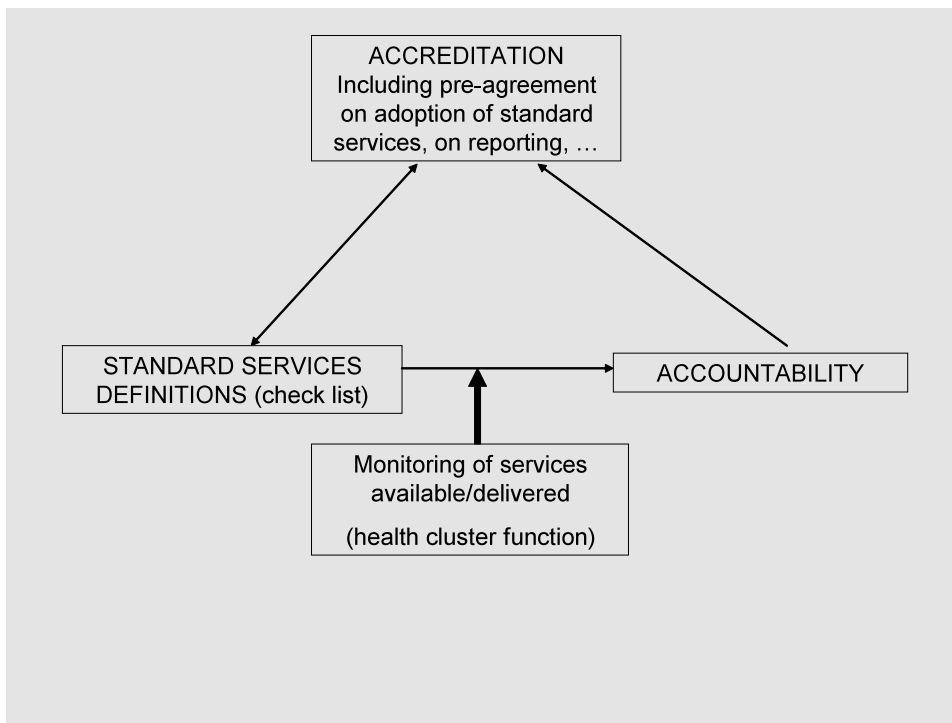 ACCREDITATION
Including pre-agreement
on adoption of standard
services, on reporting, …
STANDARD SERVICES
DEFINITIONS (check list)
ACCOUNTABILITY
Monitoring of services
available/delivered
(health cluster function)